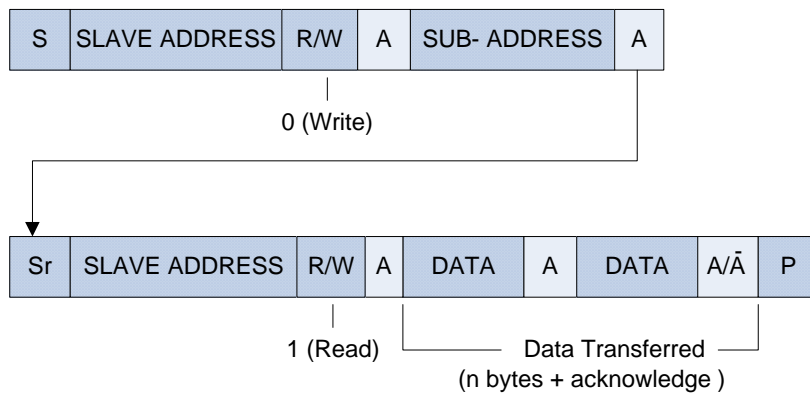 S SLAVE ADDRESS R/W A SUB- ADDRESS A
0 (Write)
Sr SLAVE ADDRESS R/W A DATA A DATA A/Ā P
1 (Read) Data Transferred
(n bytes + acknowledge )